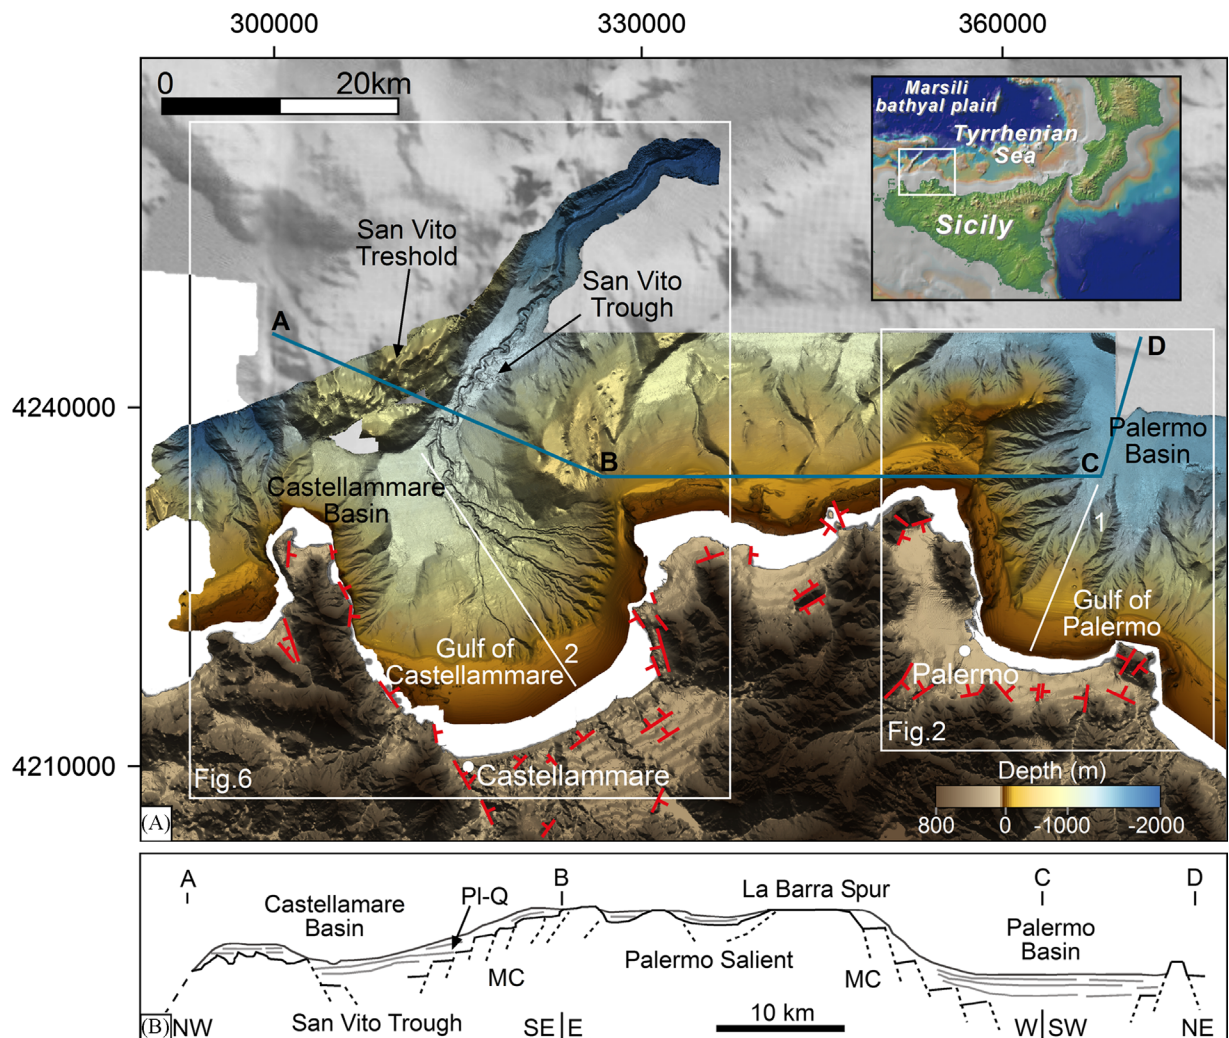 300000
330000
360000
0
20km
Marsili
bathyal plain
Tyrrhenian
Sea
Sicily
San Vito
Treshold
San Vito
Trough
A
D
4240000
B
C
Palermo
Basin
Castellammare
Basin
1
Gulf of
Castellammare
2
Gulf of
Palermo
Palermo
Fig.2
4210000
Castellammare
Fig.6
Depth (m)
800
0
-1000
-2000
(A)
A
B
C
D
Castellamare
Basin
Pl-Q
La Barra Spur
Palermo
Basin
MC
Palermo Salient
MC
San Vito Trough
10 km
(B)
NW
SE
E
W
SW
NE